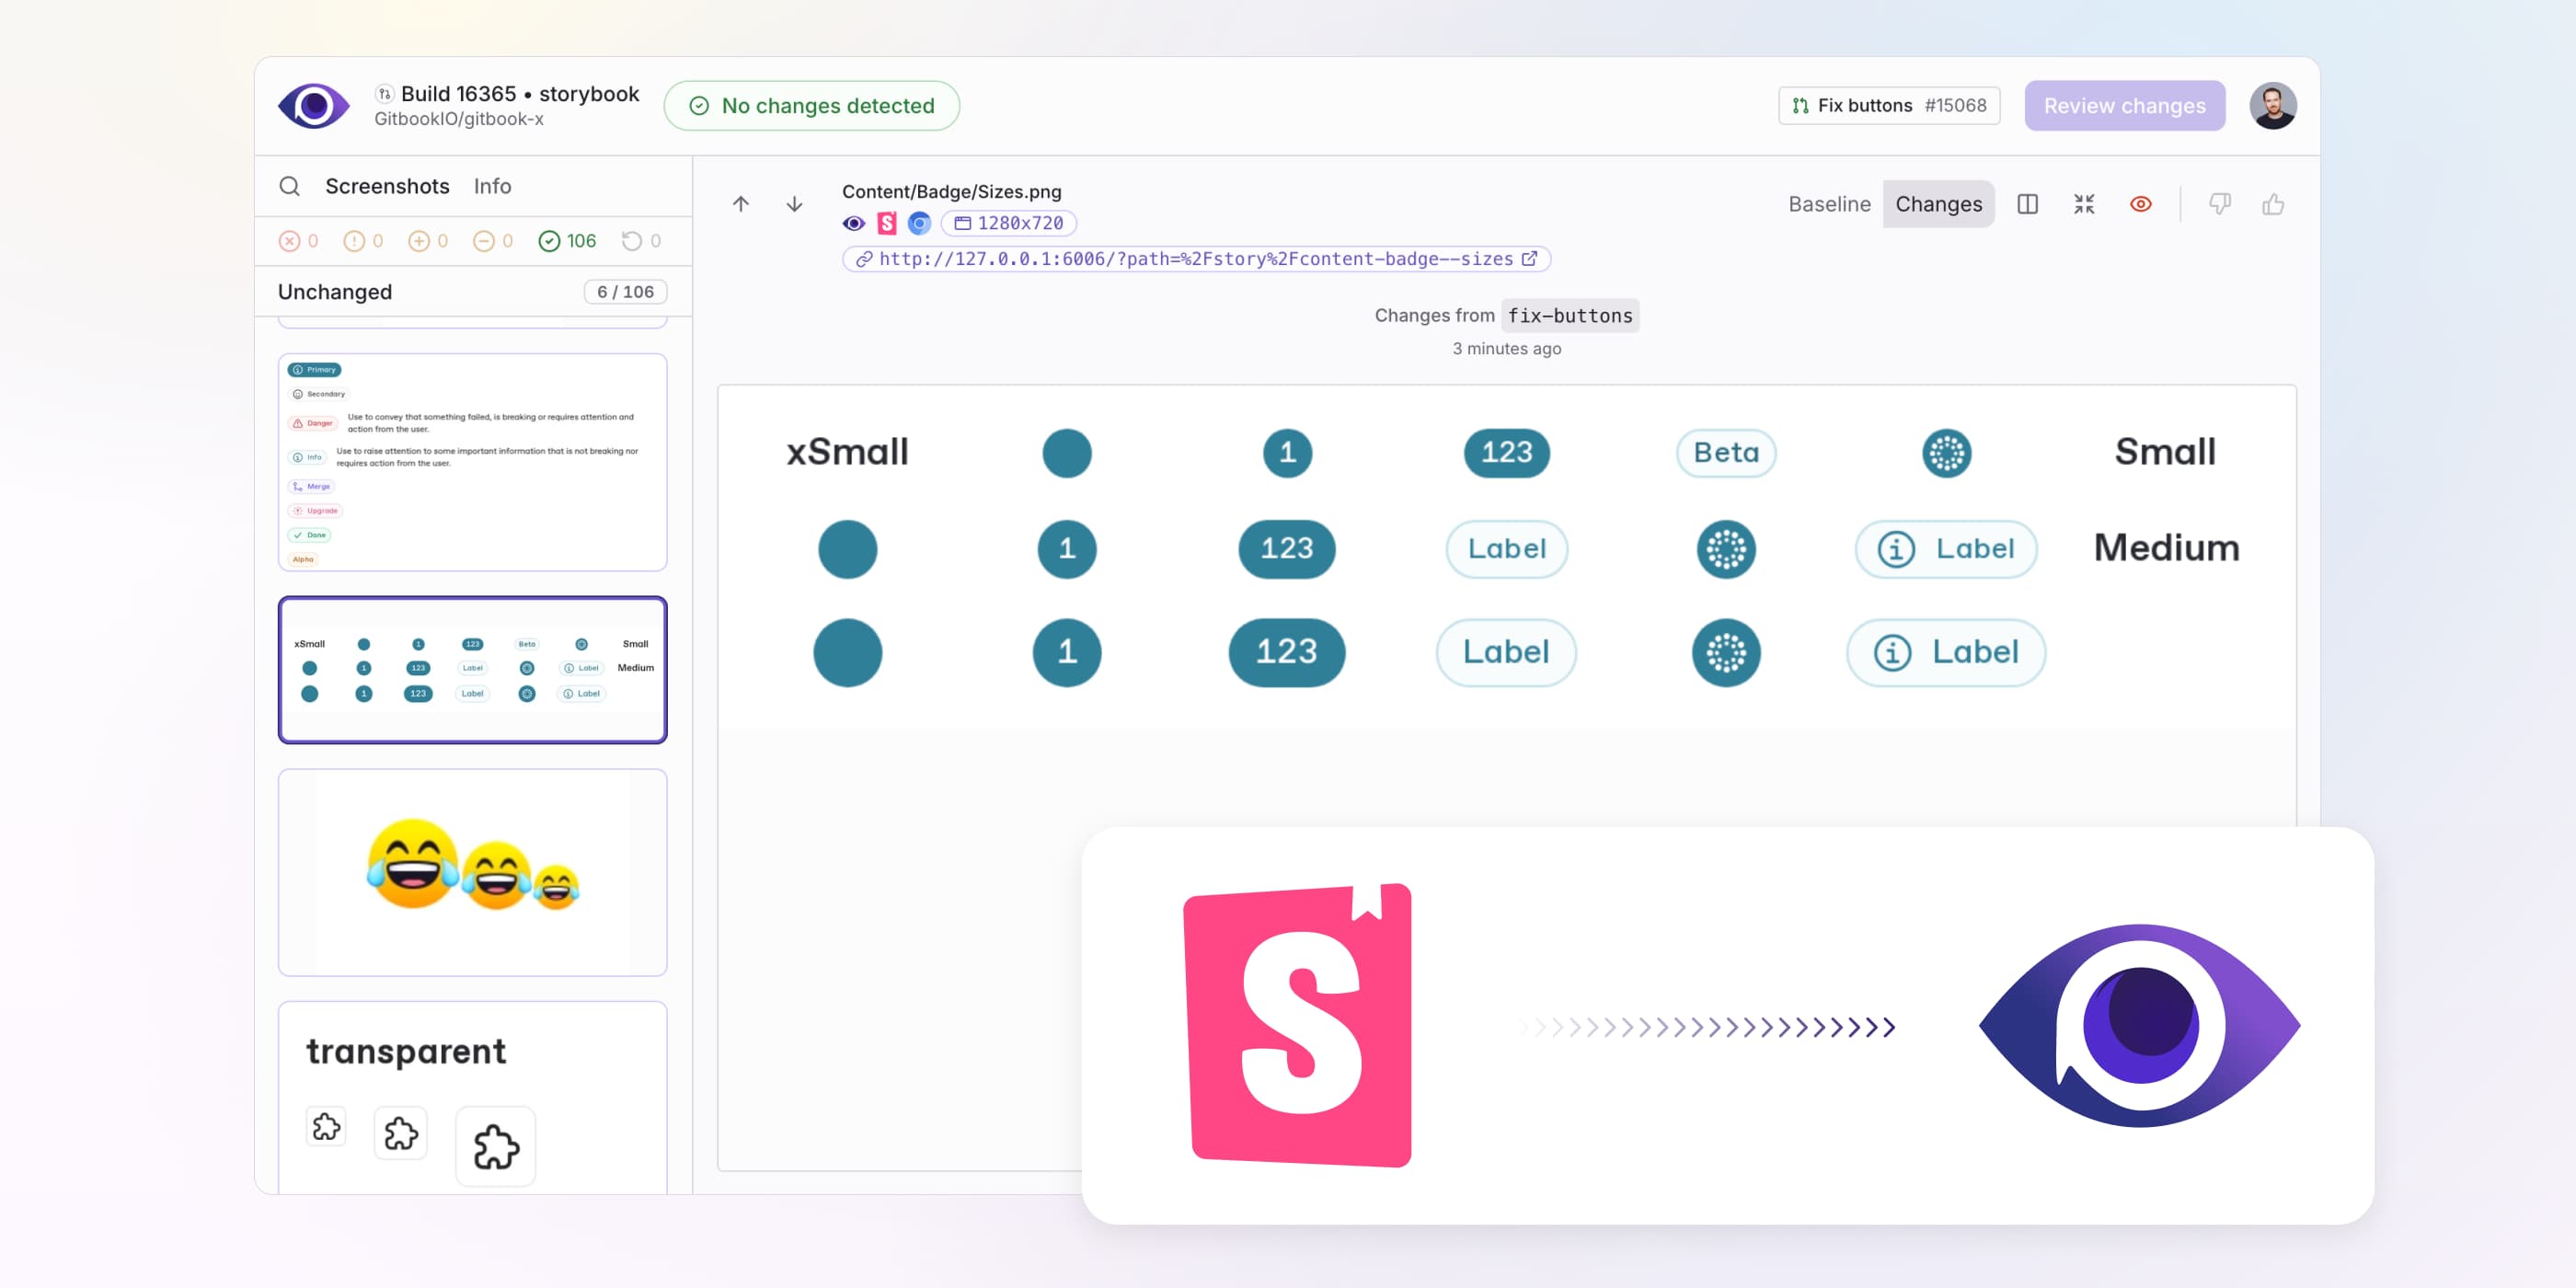 Build 16365 • storybook
GitbookIO/gitbook-x
No changes detected
Fix buttons #15068
Review changes
Screenshots Info
0 0 0 0 106 0
Unchanged 6 / 106
Primary
Secondary
Danger
Use to convey that something failed, is breaking or requires attention and
action from the user.
Info
Use to raise attention to some important information that is not breaking nor
requires action from the user.
Merge
Upgrade
Done
Alpha
xSmall 1 123 Beta Small
1 123 Label Label Medium
1 123 Label Label
transparent
Content/Badge/Sizes.png
1280x720
http://127.0.0.1:6006/?path=%2Fstory%2Fcontent-badge--sizes
Baseline Changes
Changes from fix-buttons
3 minutes ago
xSmall 1 123 Beta Small
1 123 Label Label Medium
1 123 Label Label
S